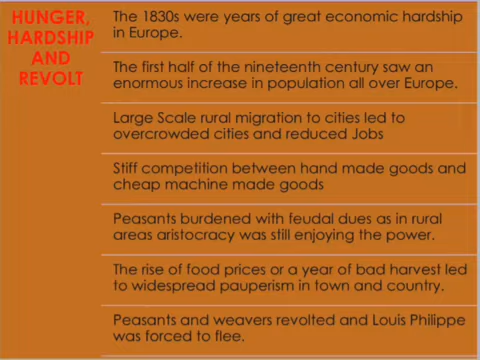 HUNGER,
HARDSHIP
AND
REVOLT
The 1830s were years of great economic hardship
in Europe.
The first half of the nineteenth century saw an
enormous increase in population all over Europe.
Large Scale rural migration to cities led to
overcrowded cities and reduced Jobs
Stiff competition between hand made goods and
cheap machine made goods
Peasants burdened with feudal dues as in rural
areas aristocracy was still enjoying the power.
The rise of food prices or a year of bad harvest led
to widespread pauperism in town and country.
Peasants and weavers revolted and Louis Philippe
was forced to flee.